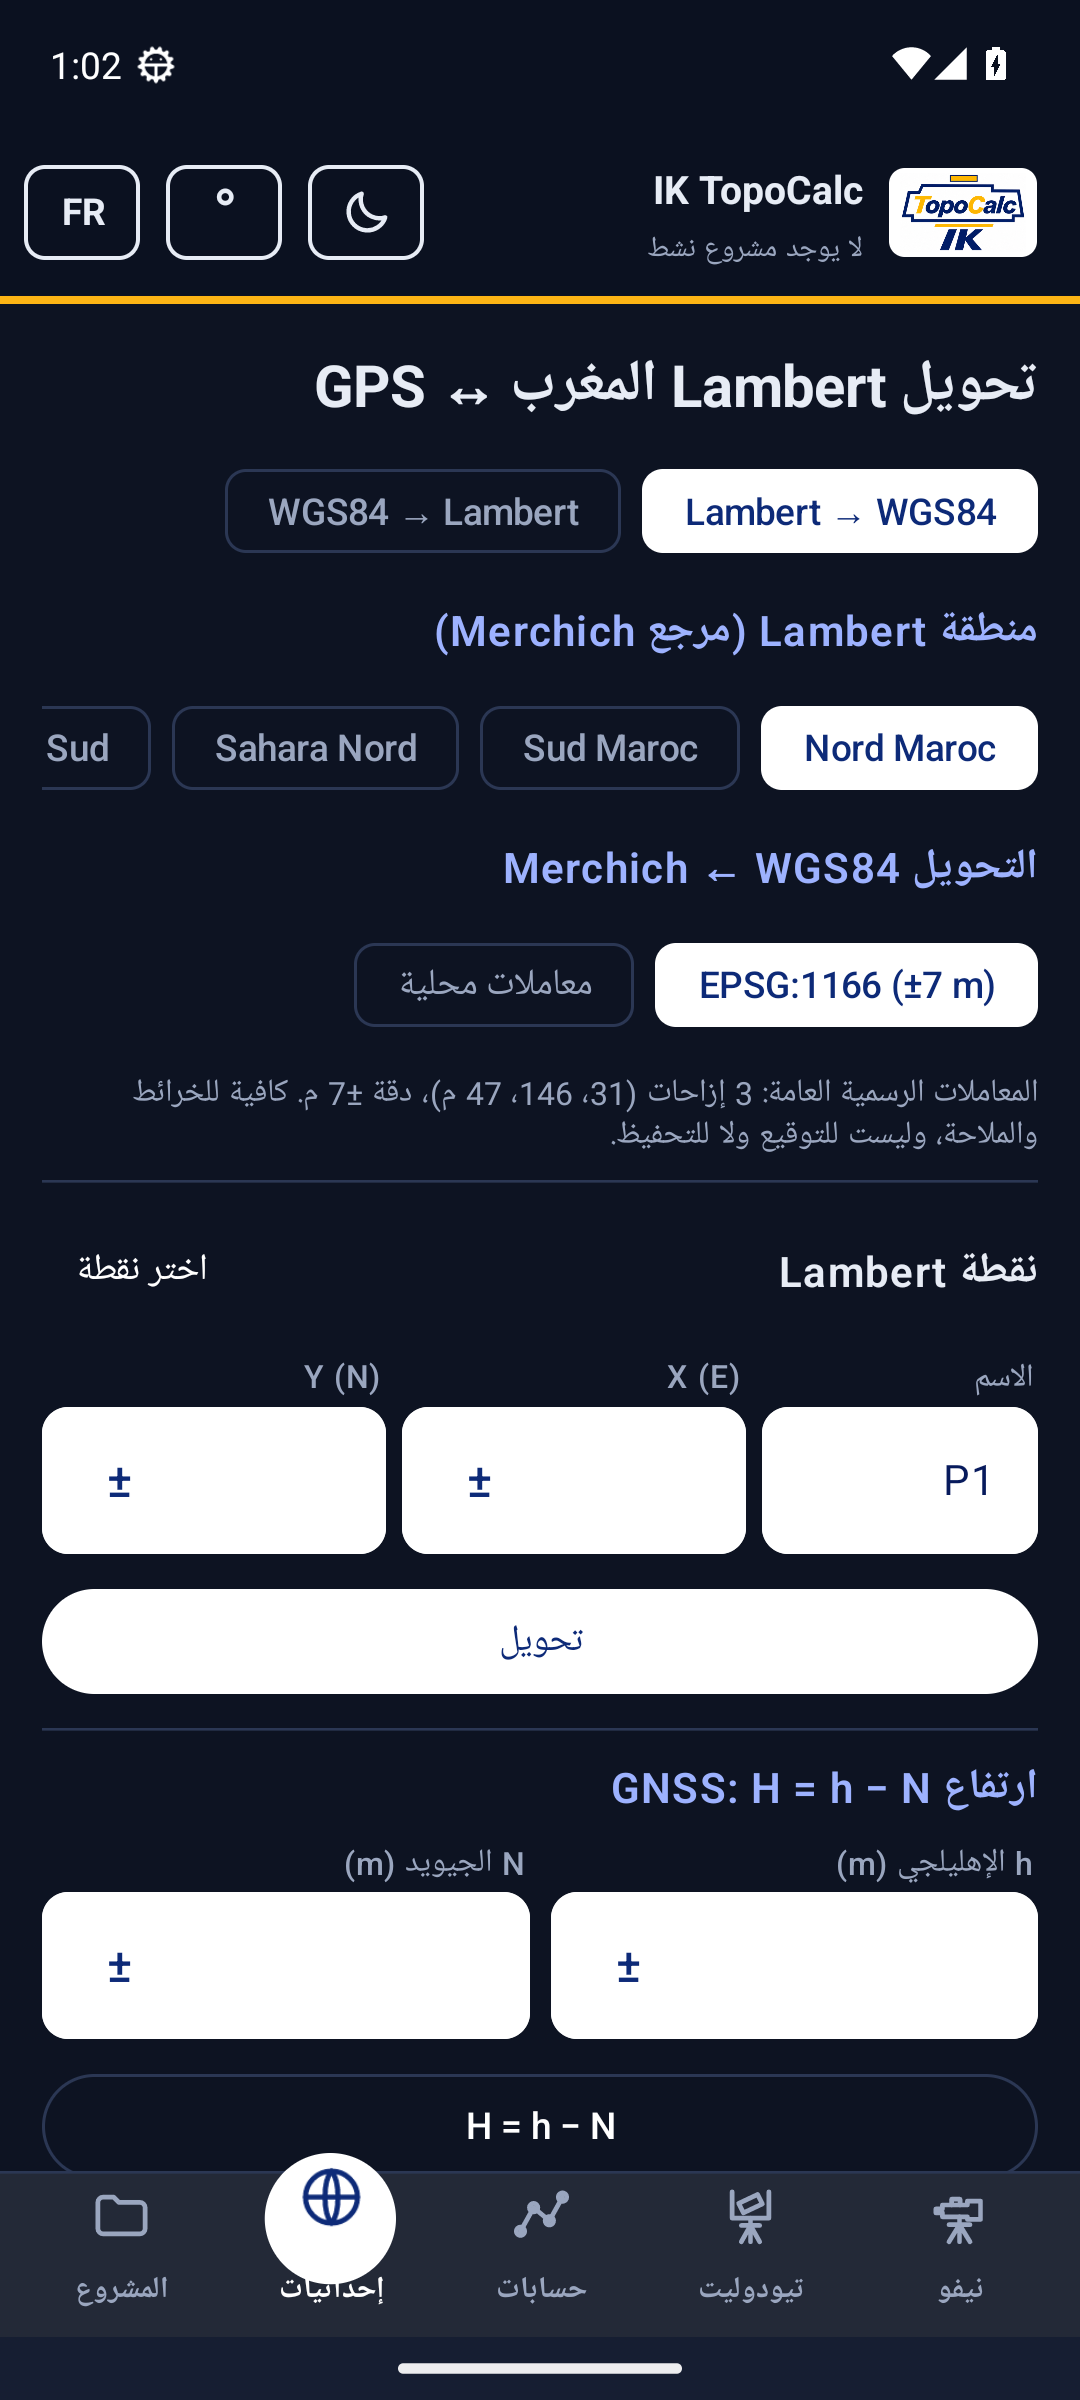 1:02
FR
°
IK TopoCalc
لا يوجد مشروع نشط
TopoCalc
IK
تحويل Lambert المغرب ↔ GPS
Lambert → WGS84
WGS84 → Lambert
منطقة Lambert (مرجع Merchich)
Nord Maroc
Sud Maroc
Sahara Nord
Sud
التحويل WGS84 ← Merchich
EPSG:1166 (±7 m)
معاملات محلية
المعاملات الرسمية العامة: 3 إزاحات (31، 146، 47 م)، دقة ±7 م. كافية للخرائط
والملاحة، وليست للتوقيع ولا للتحفيظ.
نقطة Lambert
اختر نقطة
الاسم
X (E)
Y (N)
P1
±
±
تحويل
ارتفاع GNSS: H = h − N
h الإهليلجي (m)
N الجيويد (m)
±
±
H = h − N
نيفو
تيودوليت
حسابات
إحداثيات
المشروع